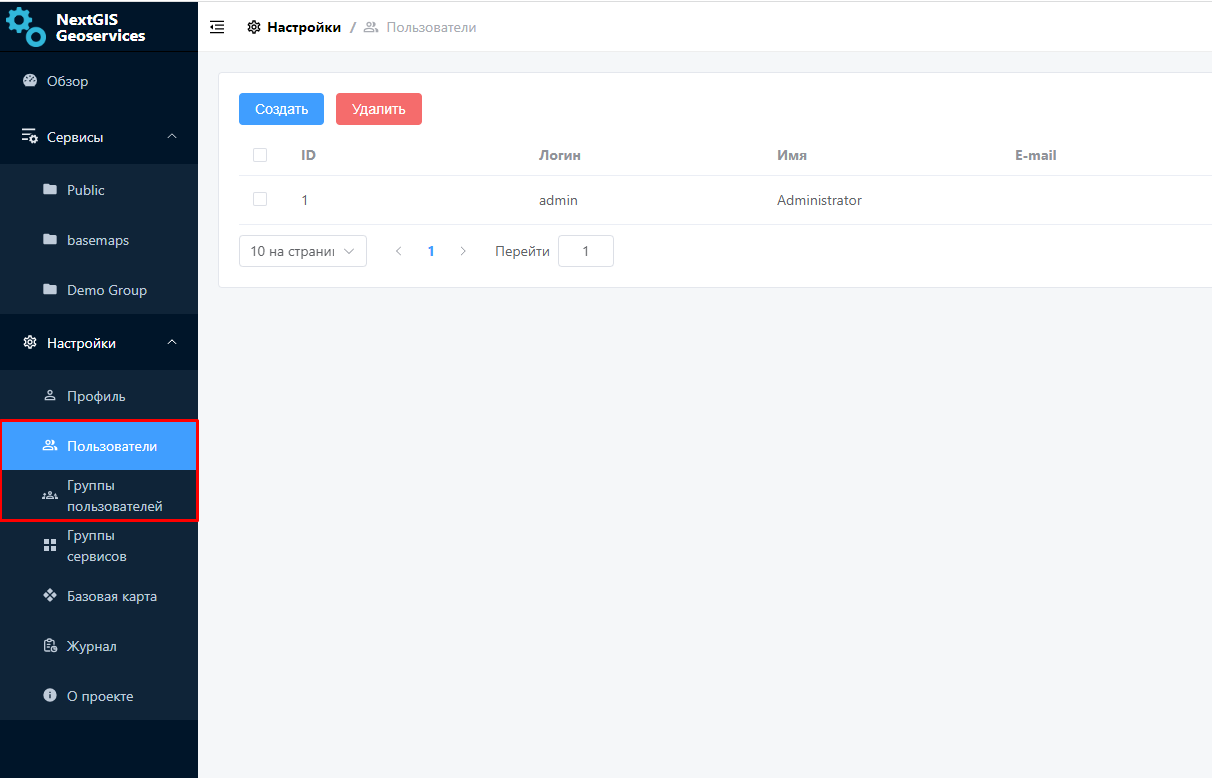 NextGIS
Geoservices
Обзор
Сервисы
Public
basemaps
Demo Group
Настройки
Профиль
Пользователи
Группы
пользователей
Группы
сервисов
Базовая карта
Журнал
О проекте
Настройки / Пользователи
Создать Удалить
ID Логин Имя E-mail
1 admin Administrator
10 на страниц 1 Перейти 1